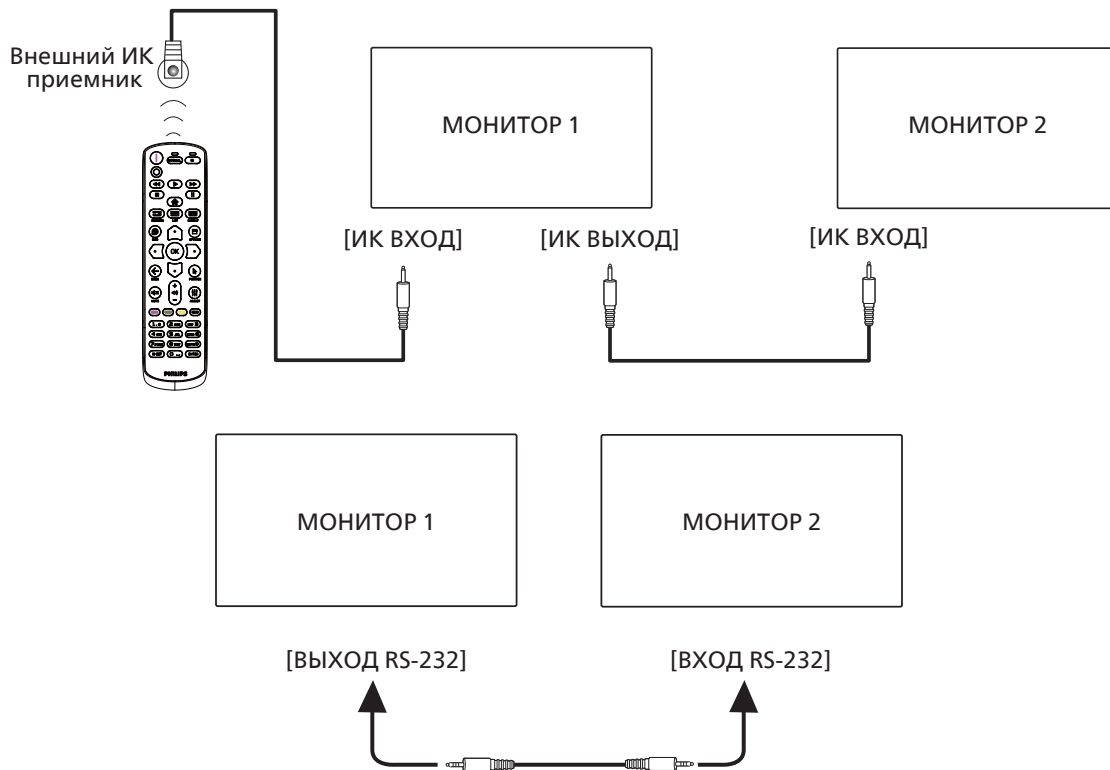 Внешний ИК
приемник
МОНИТОР 1
МОНИТОР 2
[ИК ВХОД]
[ИК ВЫХОД]
[ИК ВХОД]
OK
PHILIPS
МОНИТОР 1
МОНИТОР 2
[ВЫХОД RS-232]
[ВХОД RS-232]